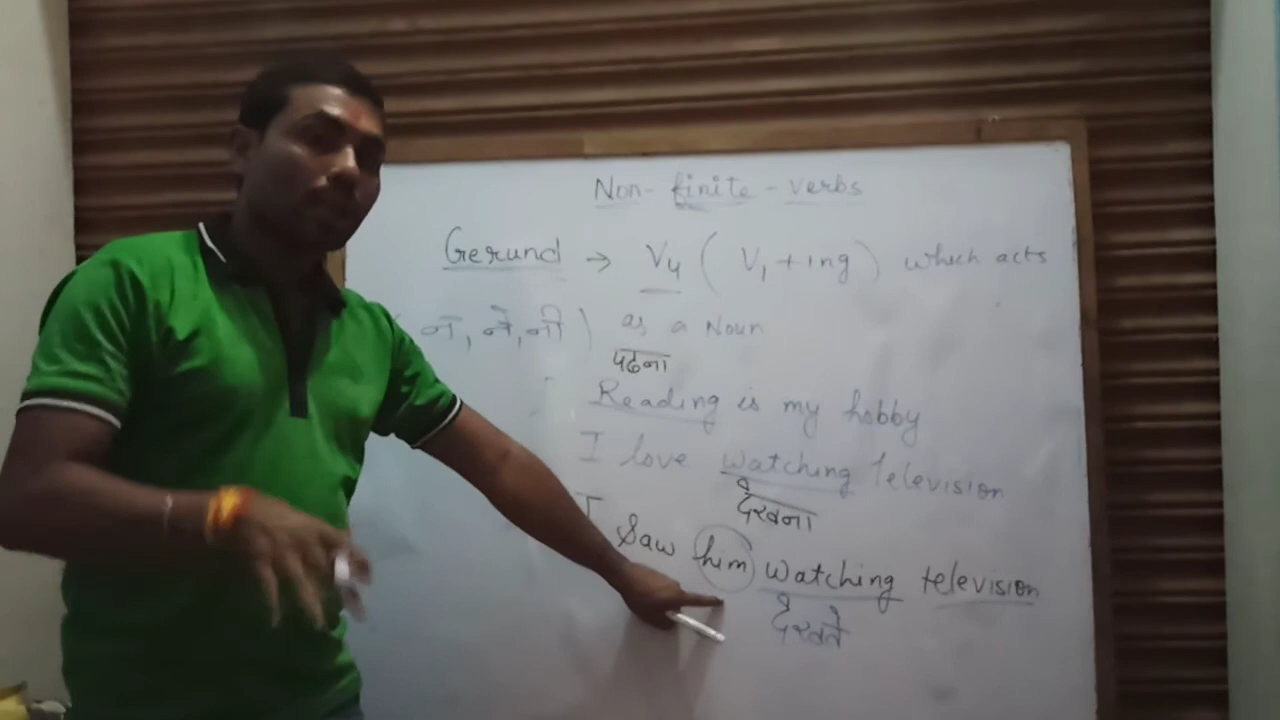 Non-finite-verbs
Gerund → V4 ( V1+ing ) which acts
( ना, ने, नी ) as a Noun
पढना
Reading is my hobby
I love watching television
देखना
I saw him watching television
देखते